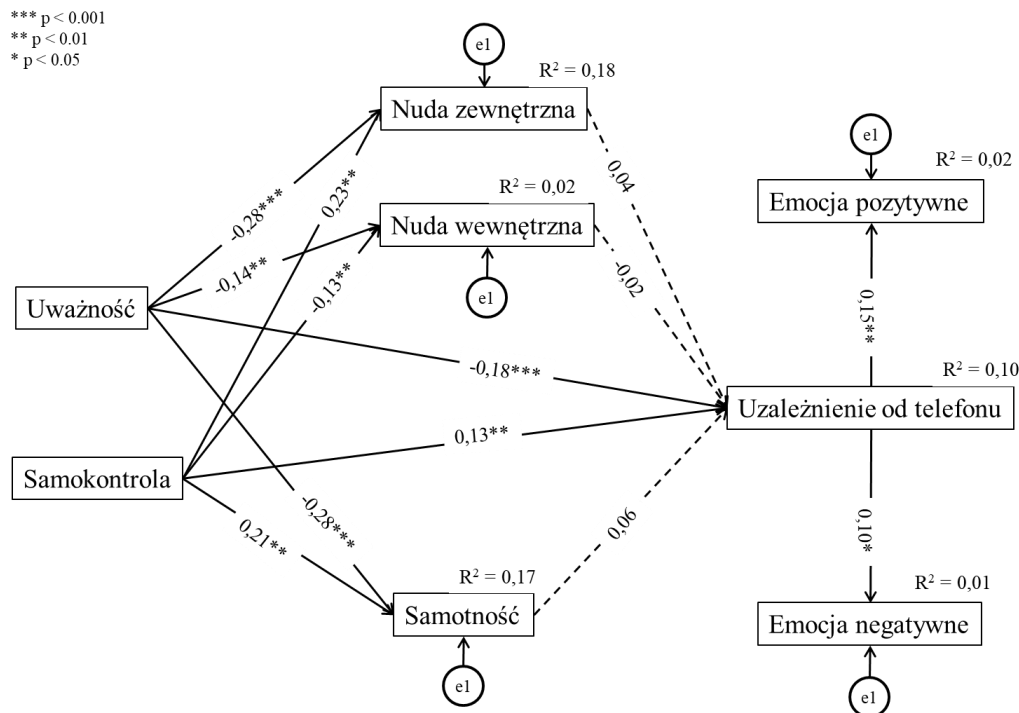 *** p < 0.001
** p < 0.01
* p < 0.05
e1
R² = 0,18
Nuda zewnętrzna
e1
R² = 0,02
Emocja pozytywne
R² = 0,02
Nuda wewnętrzna
e1
0,04
-0,02
-0,28***
0,23**
-0,14**
-0,13**
Uważność
0,15**
-0,18***
R² = 0,10
Uzależnienie od telefonu
0,13**
Samokontrola
-0,28***
0,21**
0,06
0,10*
R² = 0,17
Samotność
e1
R² = 0,01
Emocja negatywne
e1